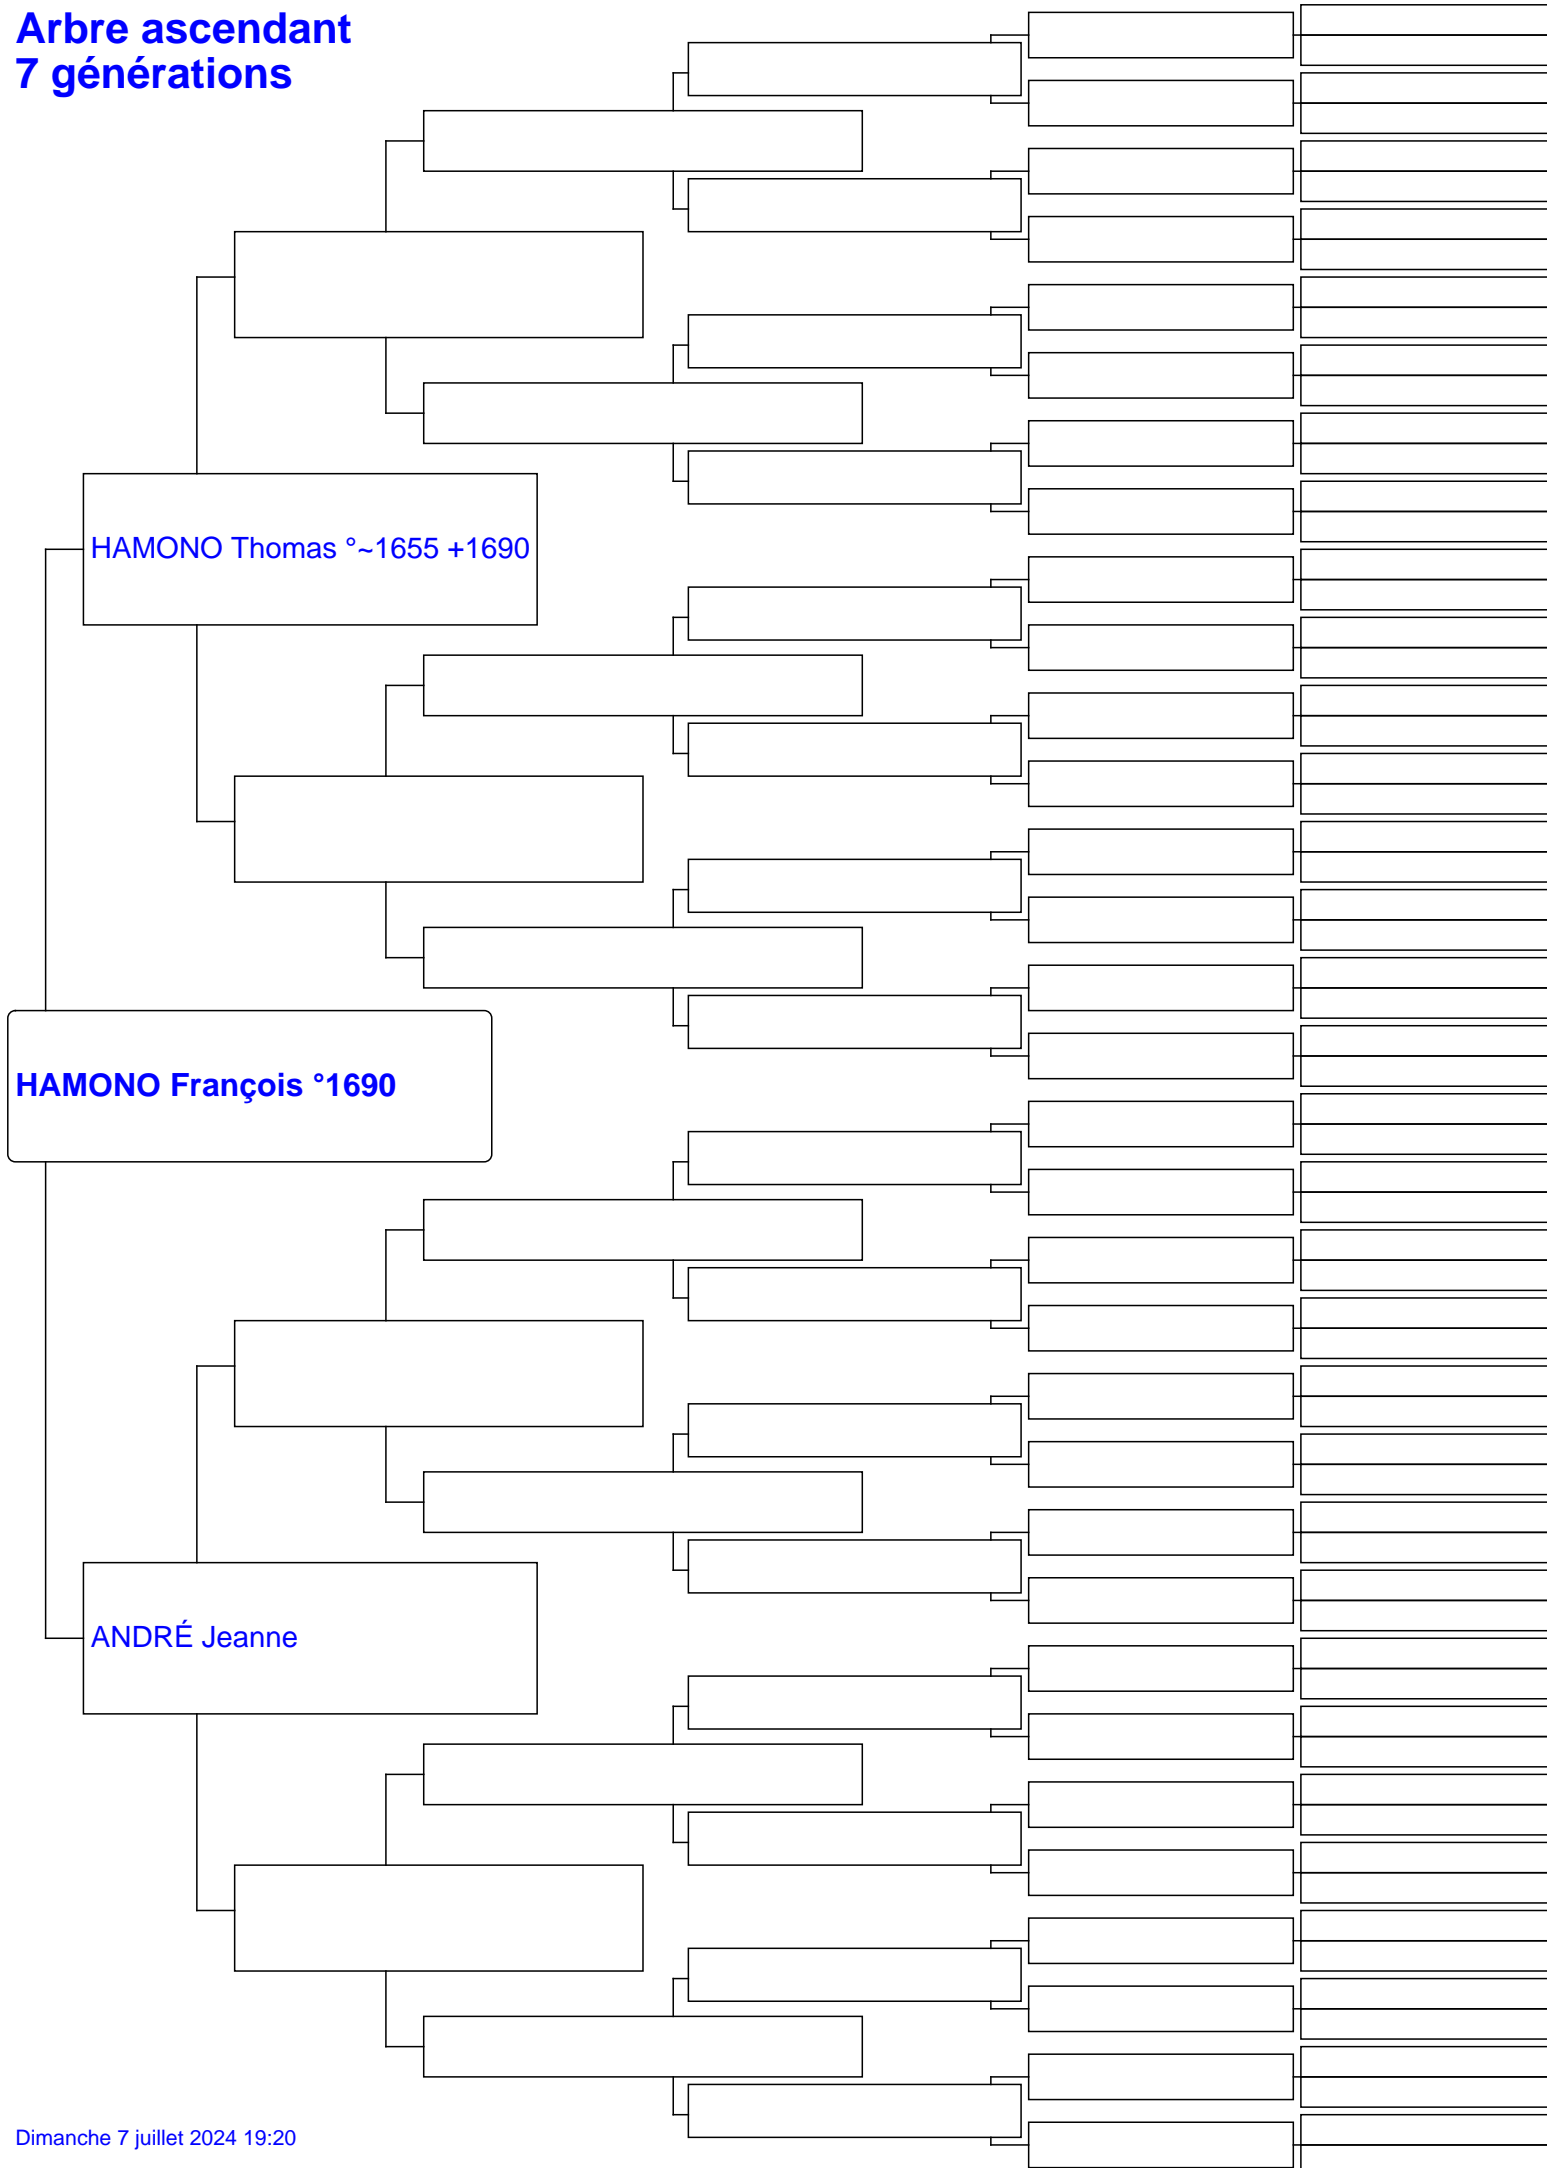 Arbre ascendant
7 générations
HAMONO Thomas °~1655 +1690
HAMONO François °1690
ANDRÉ Jeanne
Dimanche 7 juillet 2024 19:20